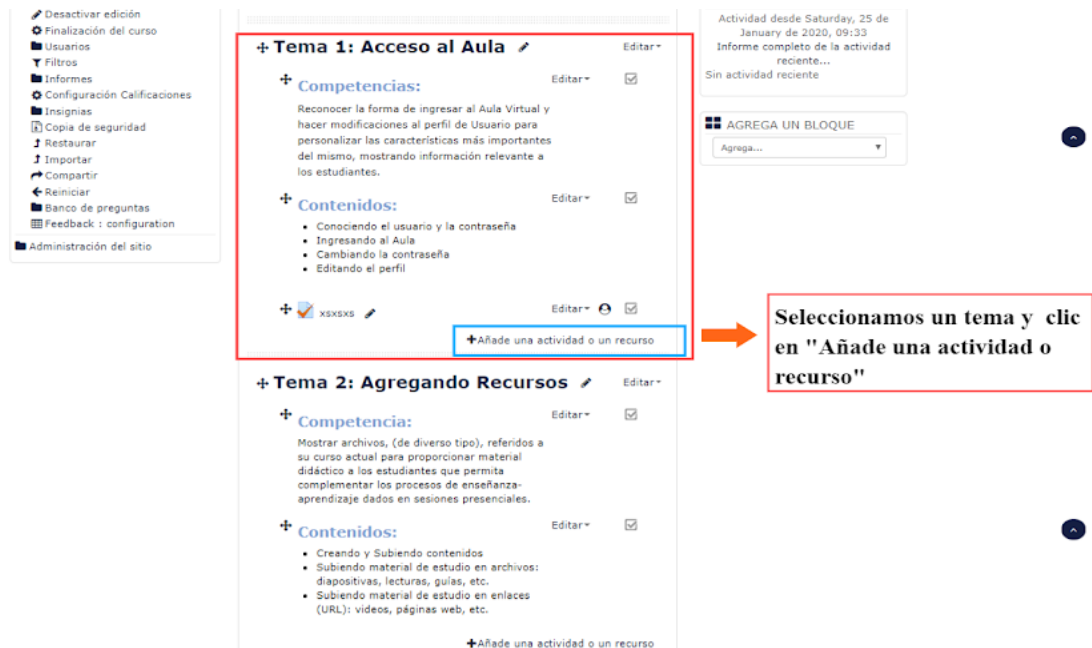 Desactivar edición
Finalización del curso
Usuarios
Filtros
Informes
Configuración Calificaciones
Insignias
Copia de seguridad
Restaurar
Importar
Compartir
Reiniciar
Banco de preguntas
Feedback : configuration
Administración del sitio
Tema 1: Acceso al Aula
Editar
Competencias:
Editar
Reconocer la forma de ingresar al Aula Virtual y
hacer modificaciones al perfil de Usuario para
personalizar las características más importantes
del mismo, mostrando información relevante a
los estudiantes.
Contenidos:
Editar
Conociendo el usuario y la contraseña
Ingresando al Aula
Cambiando la contraseña
Editando el perfil
xsxsxs
Editar
Añade una actividad o un recurso
Tema 2: Agregando Recursos
Editar
Competencia:
Editar
Mostrar archivos, (de diverso tipo), referidos a
su curso actual para proporcionar material
didáctico a los estudiantes que permita
complementar los procesos de enseñanza-
aprendizaje dados en sesiones presenciales.
Contenidos:
Editar
Creando y Subiendo contenidos
Subiendo material de estudio en archivos:
diapositivas, lecturas, guías, etc.
Subiendo material de estudio en enlaces
(URL): videos, páginas web, etc.
Añade una actividad o un recurso
Actividad desde Saturday, 25 de
January de 2020, 09:33
Informe completo de la actividad
reciente...
Sin actividad reciente
AGREGA UN BLOQUE
Agrega...
Seleccionamos un tema y clic
en "Añade una actividad o
recurso"